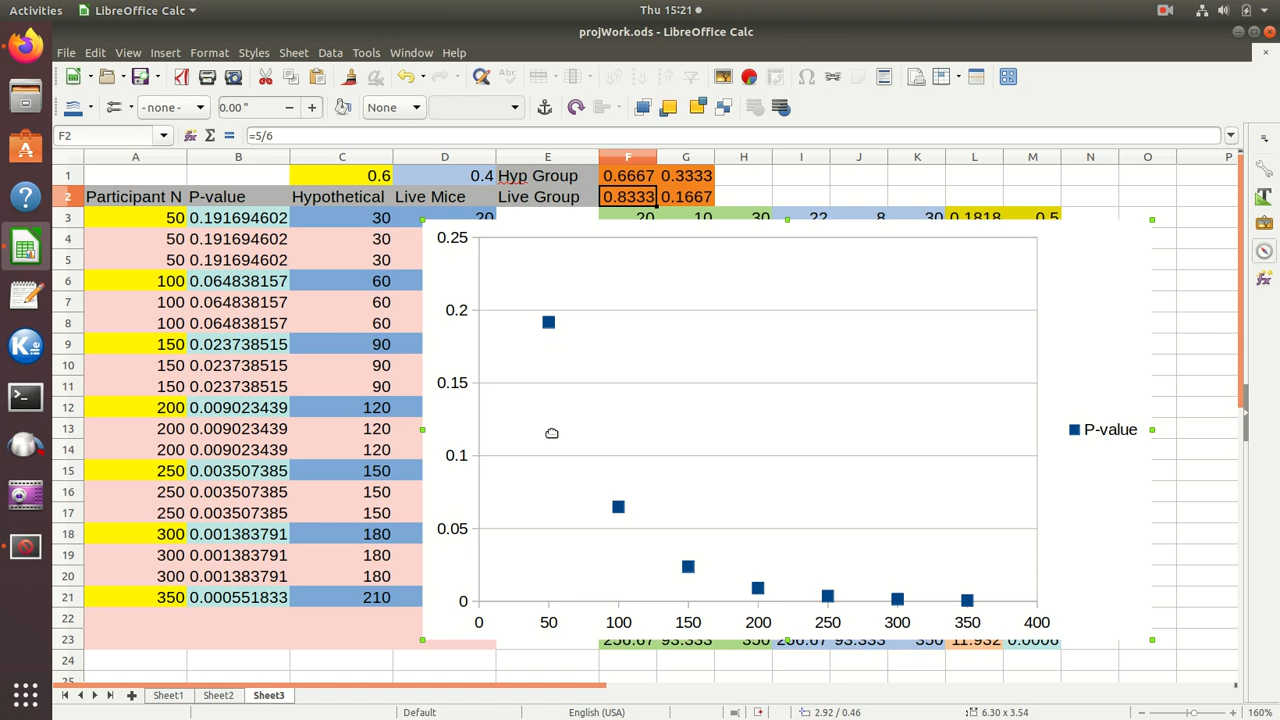 Activities LibreOffice Calc Thu 15:21
projWork.ods - LibreOffice Calc
File Edit View Insert Format Styles Sheet Data Tools Window Help
- none - 0.00 " None
F2 =5/6
A B C D E F G H I J K L M N O P
1 0.6 0.4 Hyp Group 0.6667 0.3333
2 Participant N P-value Hypothetical Live Mice Live Group 0.8333 0.1667
3 50 0.191694602 30 20 20 10 30 22 8 30 0.1818 0.5
4 50 0.191694602 30
5 50 0.191694602 30
6 100 0.064838157 60
7 100 0.064838157 60
8 100 0.064838157 60
9 150 0.023738515 90
10 150 0.023738515 90
11 150 0.023738515 90
12 200 0.009023439 120
13 200 0.009023439 120
14 200 0.009023439 120
15 250 0.003507385 150
16 250 0.003507385 150
17 250 0.003507385 150
18 300 0.001383791 180
19 300 0.001383791 180
20 300 0.001383791 180
21 350 0.000551833 210
22
23 256.67 93.333 350 256.67 93.333 350 11.932 0.0006
24
25
0.25
0.2
0.15
0.1
0.05
0
0 50 100 150 200 250 300 350 400
P-value
Sheet1 Sheet2 Sheet3
Default English (USA) 2.92 / 0.46 6.30 x 3.54 160%